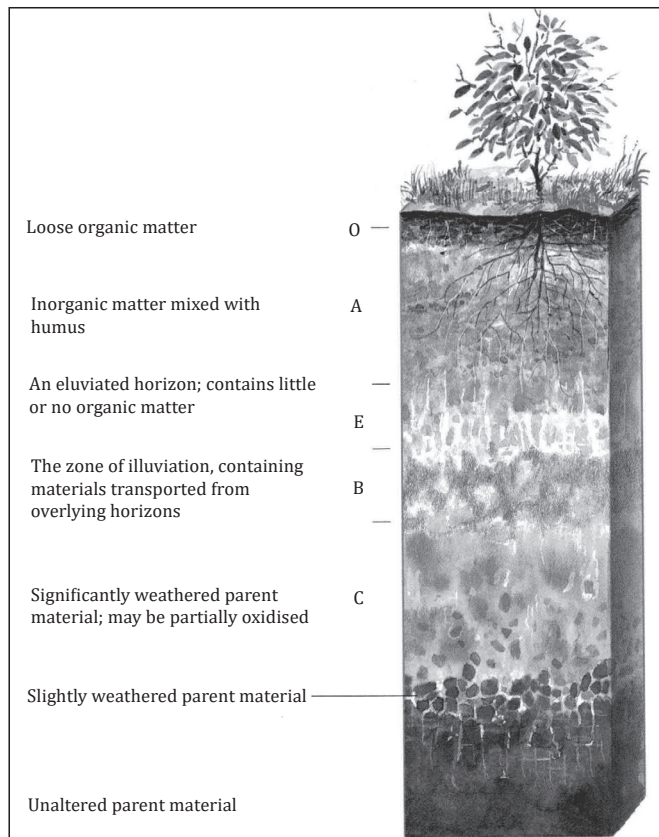 Loose organic matter O
Inorganic matter mixed with
humus
A
An eluviated horizon; contains little
or no organic matter
E
The zone of illuviation, containing
materials transported from
overlying horizons
B
Significantly weathered parent
material; may be partially oxidised
C
Slightly weathered parent material
Unaltered parent material